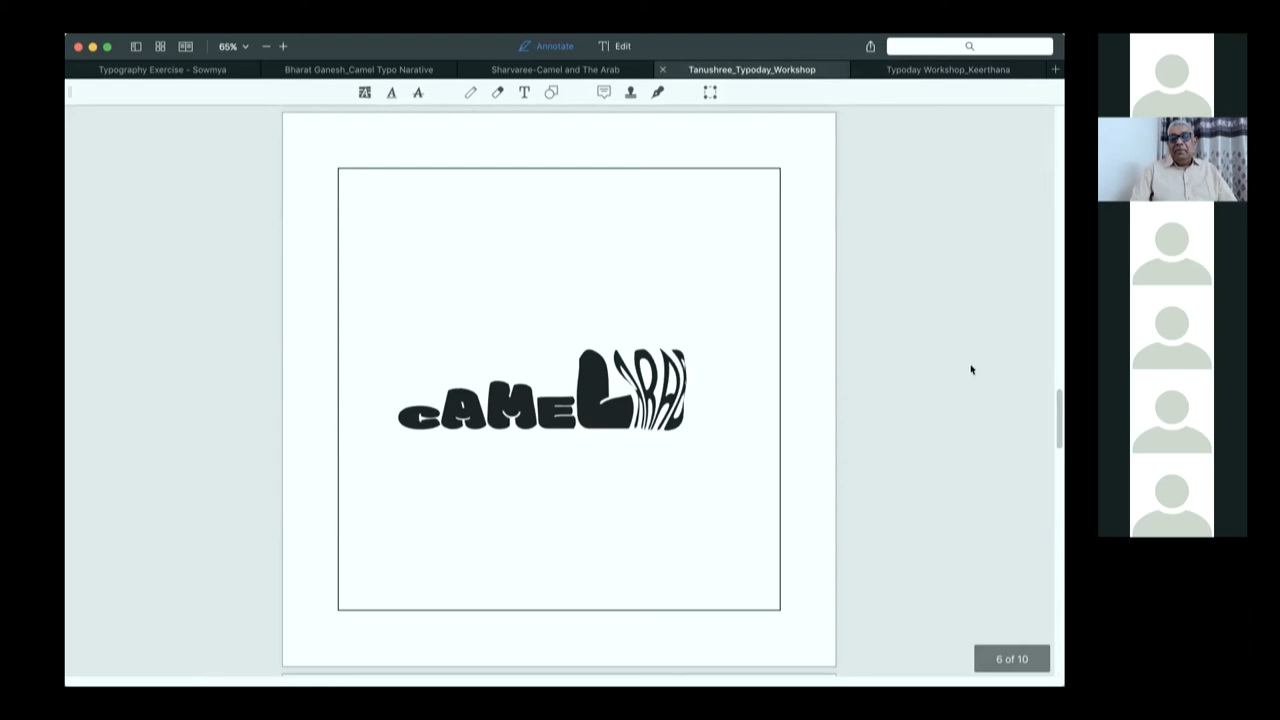 65%
Annotate
Edit
Typography Exercise - Sowmya
Bharat Ganesh_Camel Typo Narative
Sharvaree-Camel and The Arab
Tanushree_Typoday_Workshop
Typoday Workshop_Keerthana
CAMEL ARAB
6 of 10